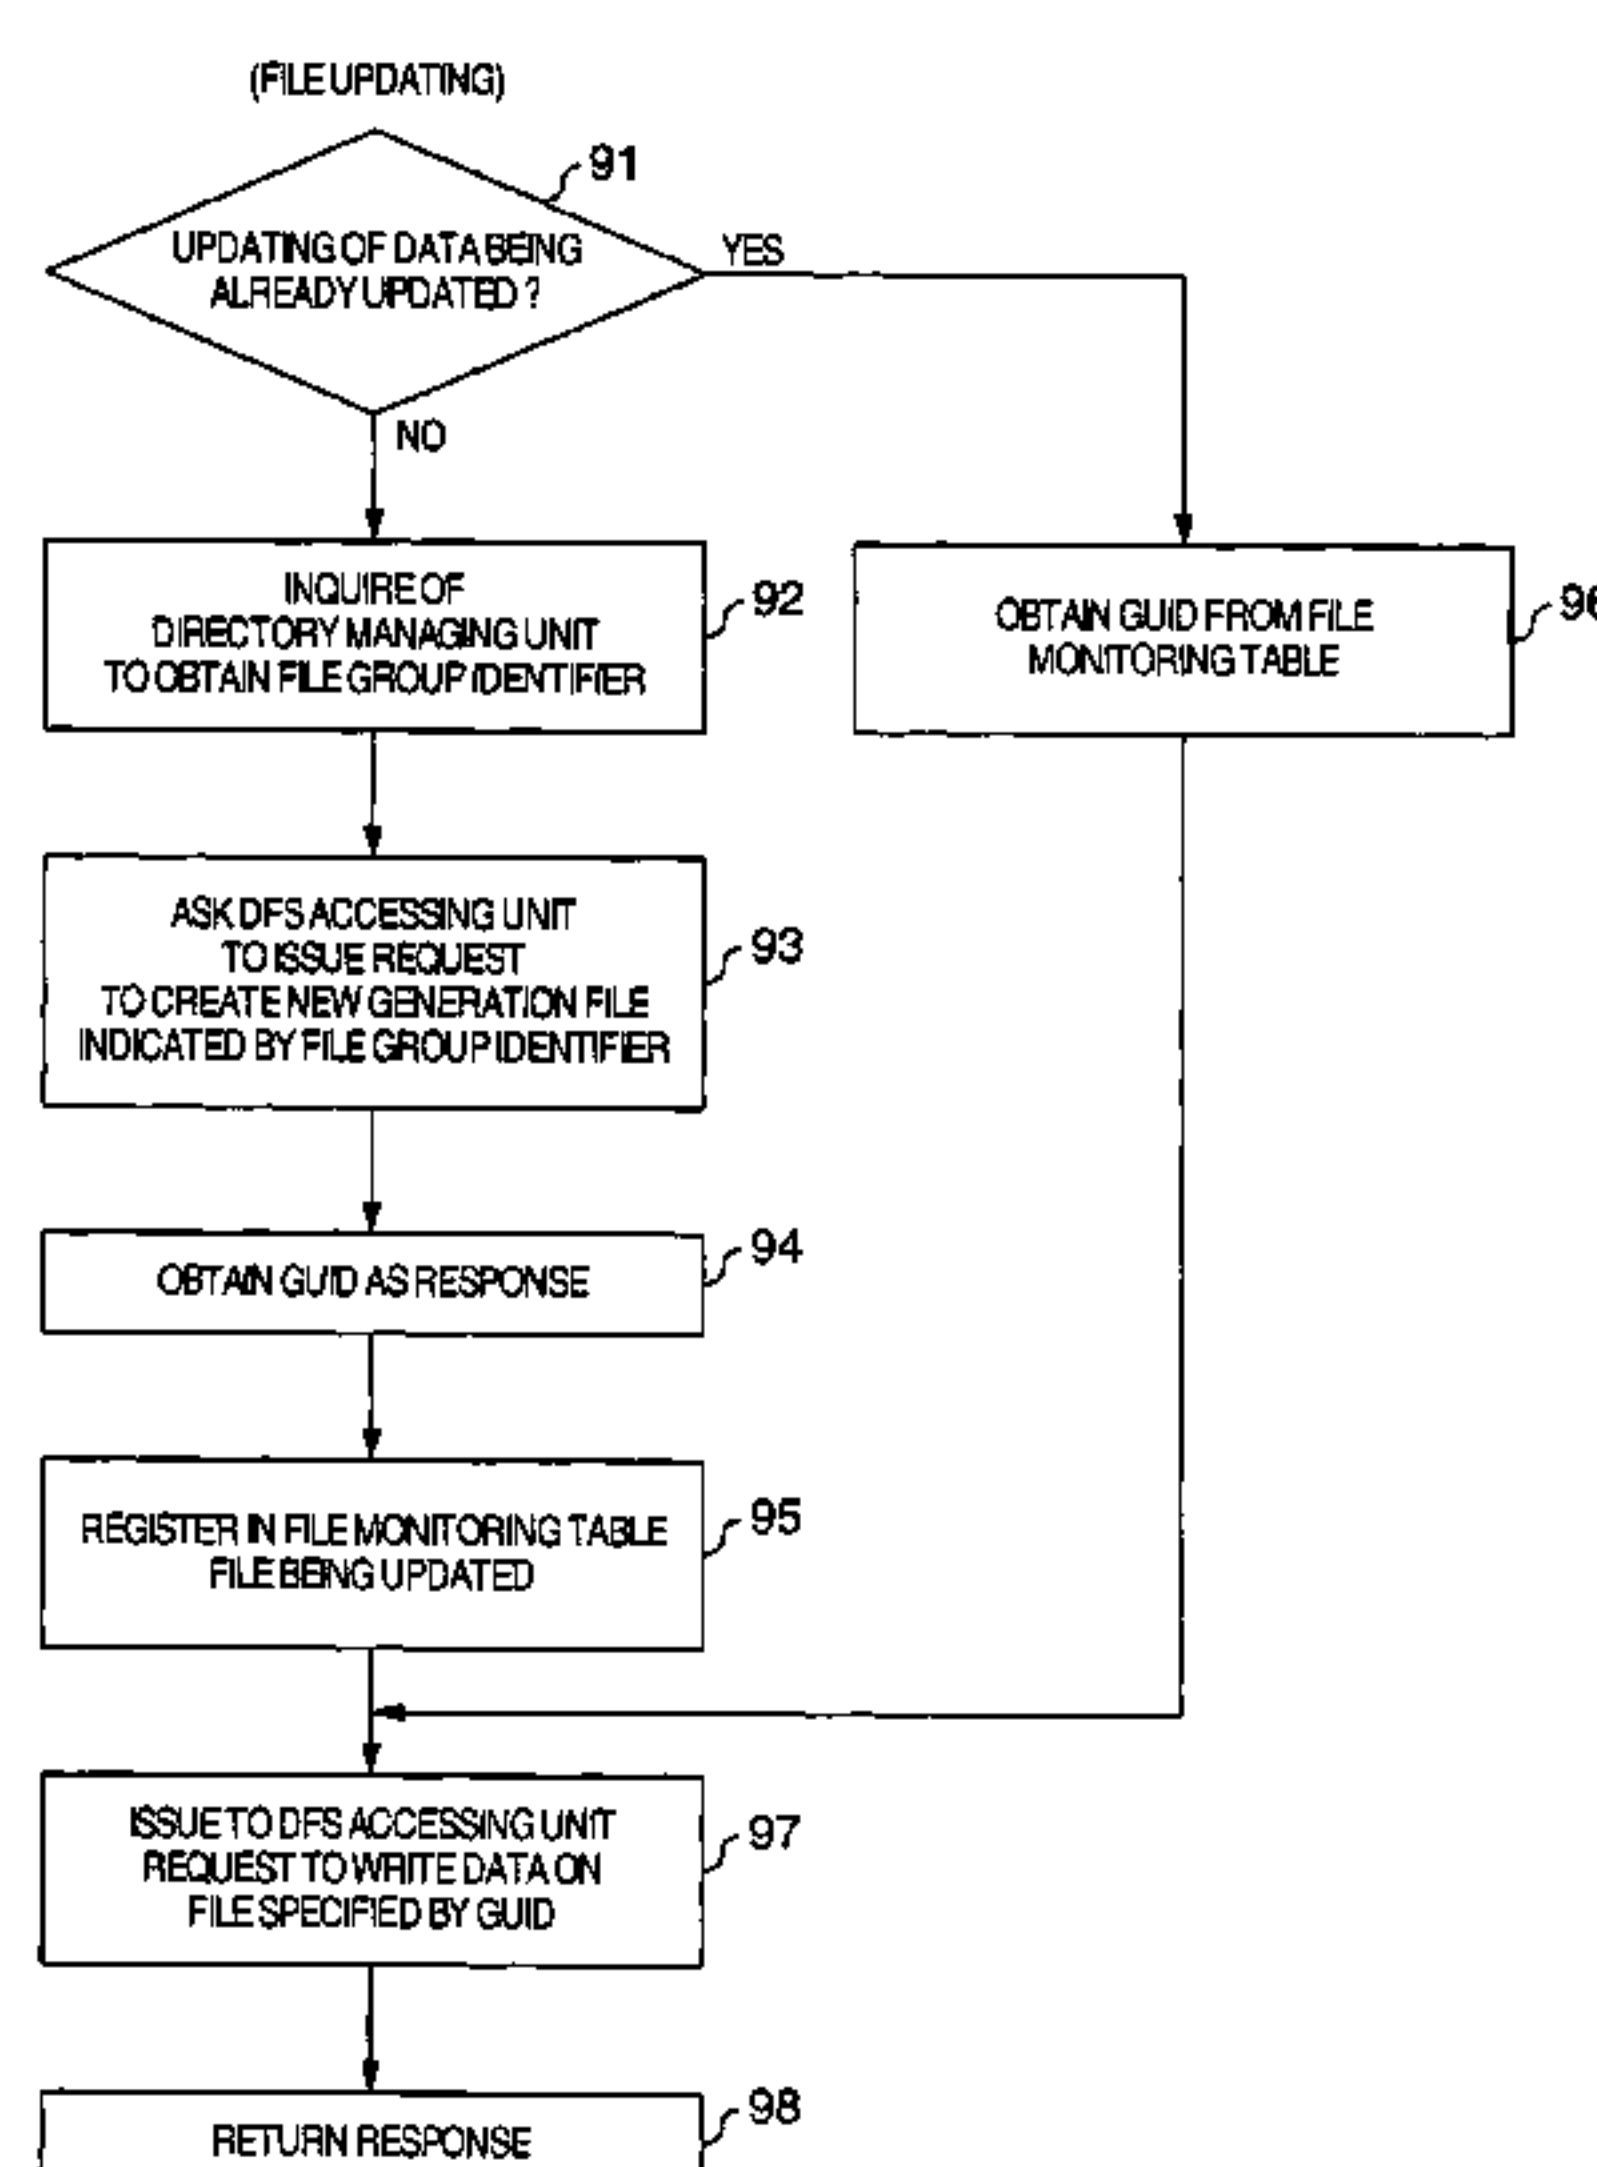 (FILE UPDATING)
91
UPDATING OF DATA BEING
ALREADY UPDATED ?
YES
NO
INQUIRE OF
DIRECTORY MANAGING UNIT
TO OBTAIN FILE GROUP IDENTIFIER
92
OBTAIN GUID FROM FILE
MONITORING TABLE
96
ASK DFS ACCESSING UNIT
TO ISSUE REQUEST
TO CREATE NEW GENERATION FILE
INDICATED BY FILE GROUP IDENTIFIER
93
OBTAIN GUID AS RESPONSE
94
REGISTER IN FILE MONITORING TABLE
FILE BEING UPDATED
95
ISSUE TO DFS ACCESSING UNIT
REQUEST TO WRITE DATA ON
FILE SPECIFIED BY GUID
97
RETURN RESPONSE
98